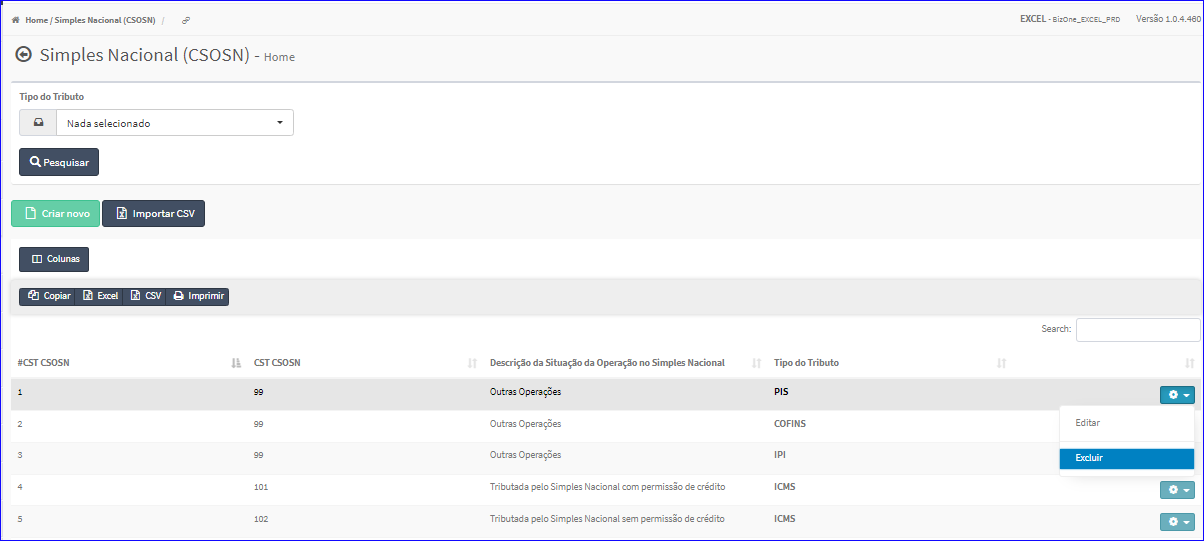 Home / Simples Nacional (CSOSN) /
EXCEL - BizOne_EXCEL_PRD Versão 1.0.4.460
Simples Nacional (CSOSN) - Home
Tipo do Tributo
Nada selecionado
Pesquisar
Criar novo Importar CSV
Colunas
Copiar Excel CSV Imprimir
Search:
#CST CSOSN CST CSOSN Descrição da Situação da Operação no Simples Nacional Tipo do Tributo
1 99 Outras Operações PIS
2 99 Outras Operações COFINS
Editar
3 99 Outras Operações IPI
Excluir
4 101 Tributada pelo Simples Nacional com permissão de crédito ICMS
5 102 Tributada pelo Simples Nacional sem permissão de crédito ICMS